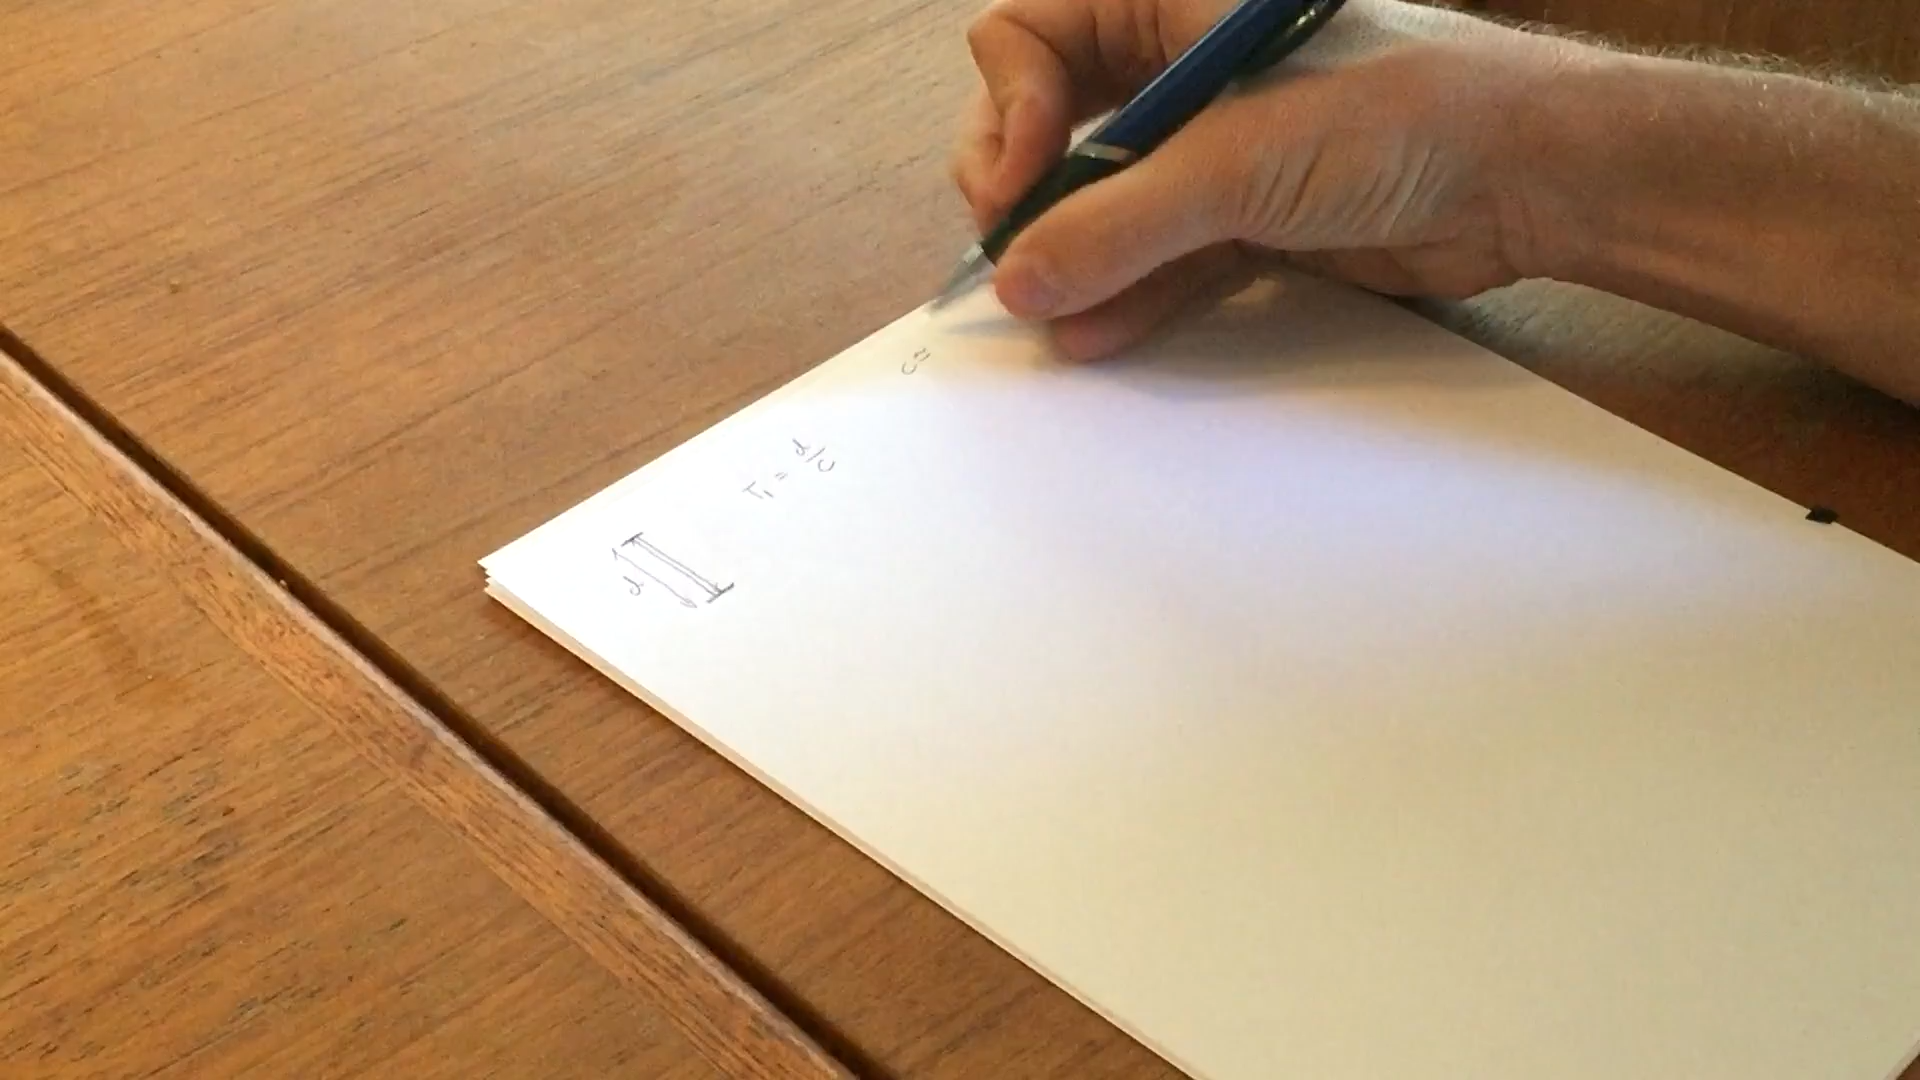 d
T₁ = d/c
c ≈